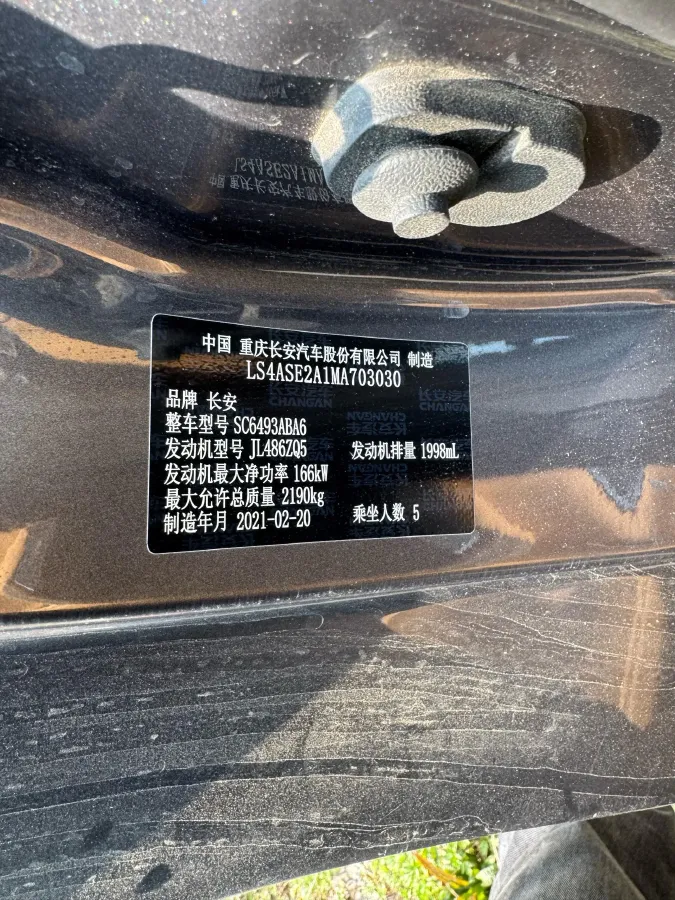 中国 重庆长安汽车股份有限公司 制造
LS4ASE2A1MA703030
品牌 长安
整车型号 SC6493ABA6
发动机型号 JL486ZQ5 发动机排量 1998mL
发动机最大净功率 166kW
最大允许总质量 2190kg
制造年月 2021-02-20 乘坐人数 5